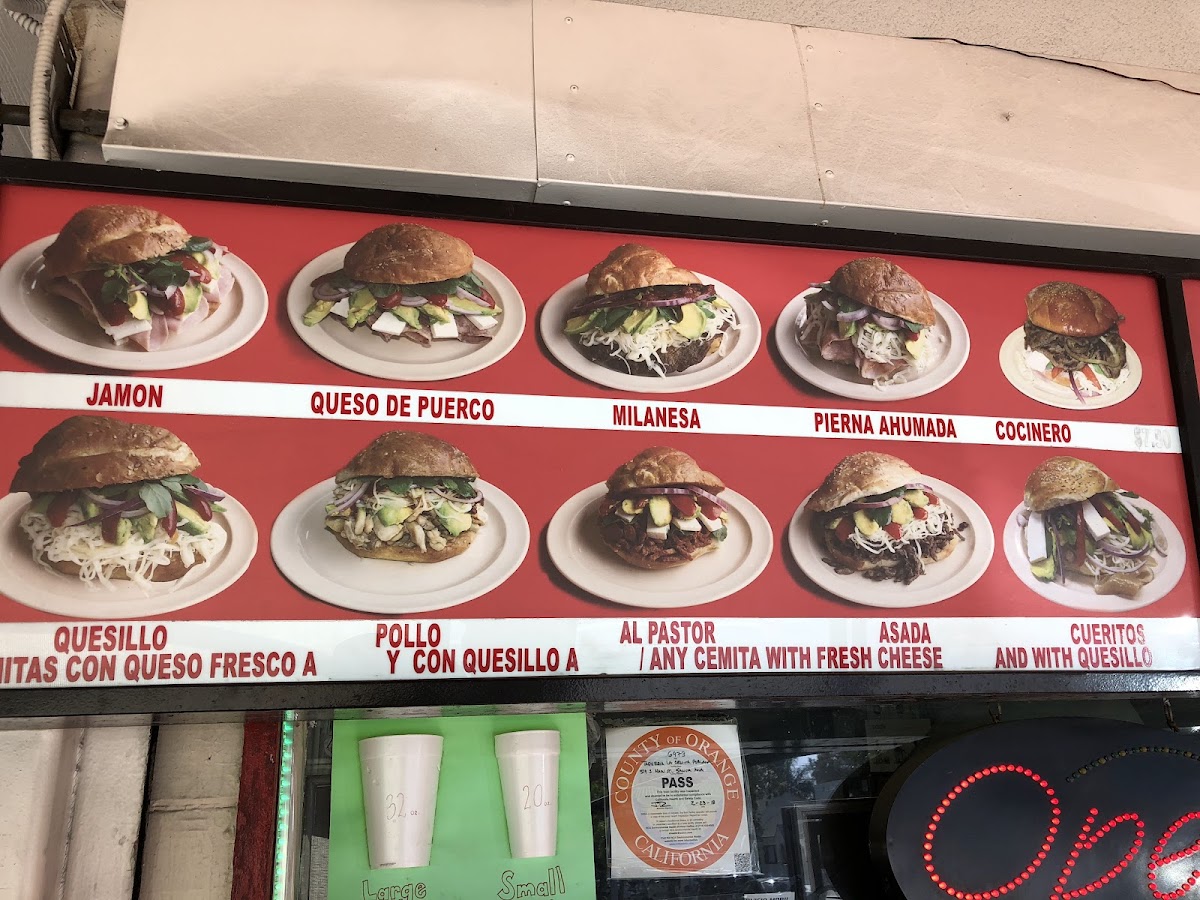 JAMON
QUESO DE PUERCO
MILANESA
PIERNA AHUMADA
COCINERO
QUESILLO
POLLO
AL PASTOR
ASADA
CUERITOS
MITAS CON QUESO FRESCO A
Y CON QUESILLO A
/ ANY CEMITA WITH FRESH CHEESE
AND WITH QUESILLO
32 oz
20 oz
Large
Small
COUNTY OF ORANGE
PASS
CALIFORNIA
Ope